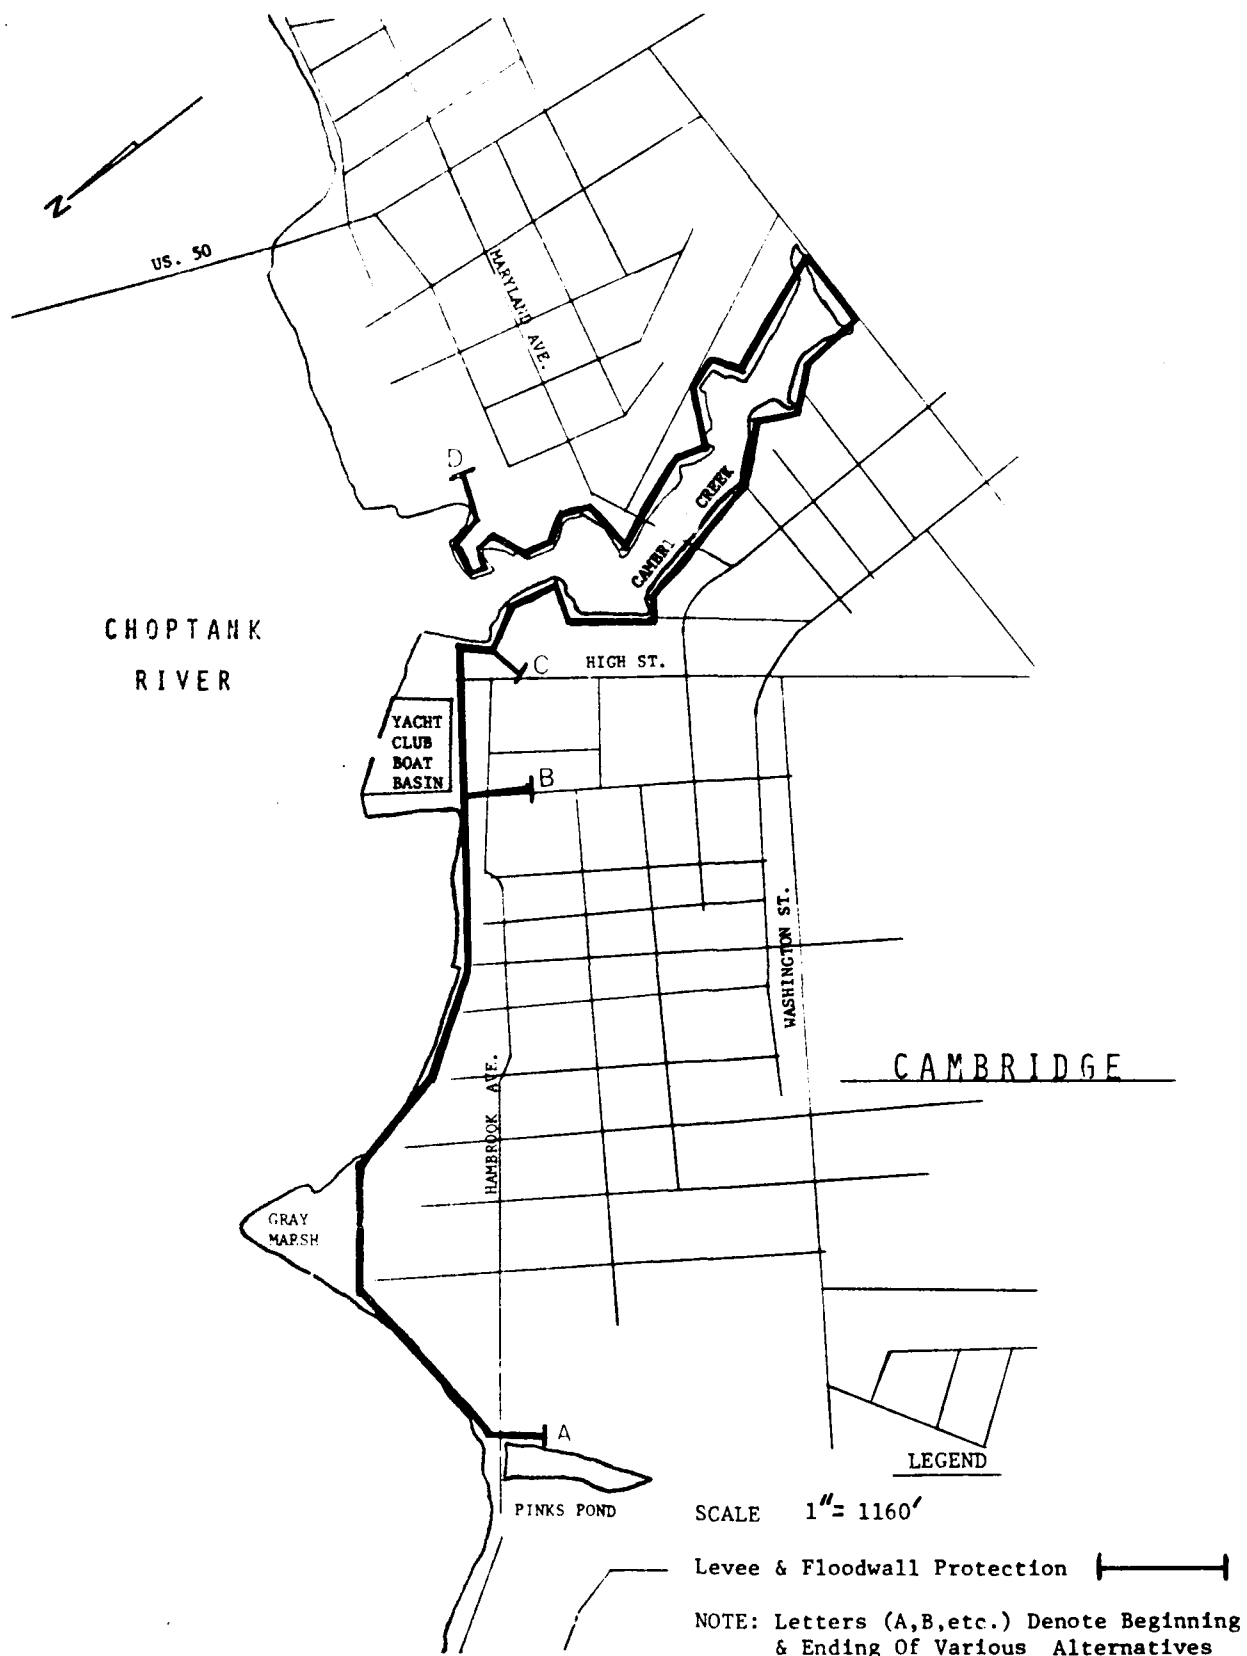 N
US. 50
MARYLAND AVE.
D
CREEK
CHOPTANK
RIVER
C
HIGH ST.
YACHT
CLUB
BOAT
BASIN
B
WASHINGTON ST.
HAMBROOK AVE.
CAMBRIDGE
GRAY
MARSH
A
PINKS POND
LEGEND
SCALE 1"= 1160'
Levee & Floodwall Protection
NOTE: Letters (A,B,etc.) Denote Beginning
& Ending Of Various Alternatives